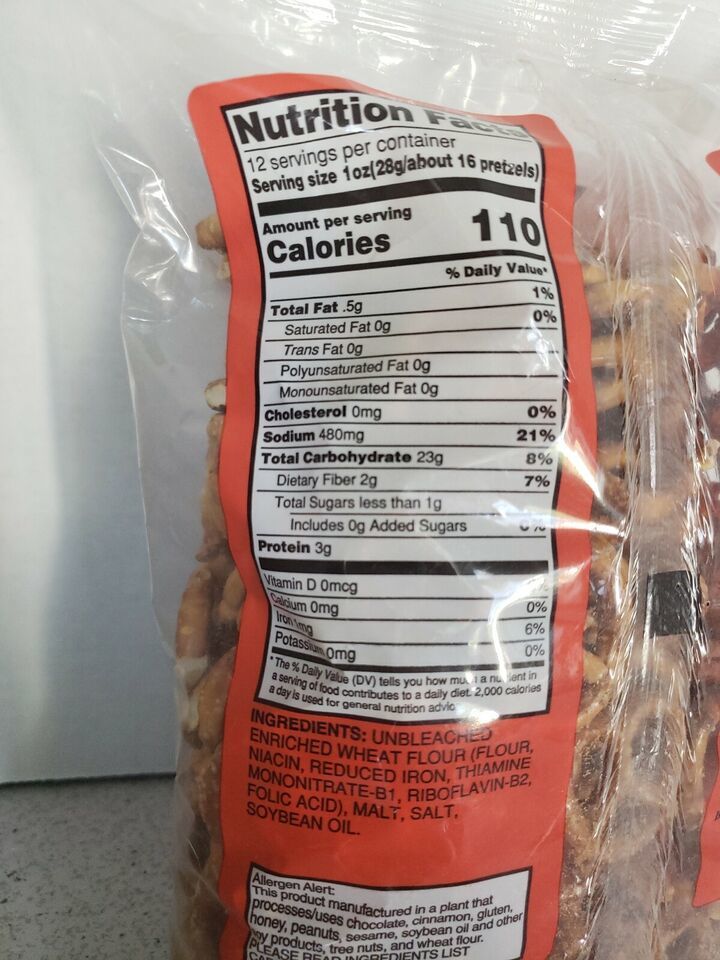 Nutrition Facts
12 servings per container
Serving size 1oz(28g/about 16 pretzels)
Amount per serving
Calories 110
% Daily Value*
Total Fat .5g 1%
Saturated Fat 0g 0%
Trans Fat 0g
Polyunsaturated Fat 0g
Monounsaturated Fat 0g
Cholesterol 0mg 0%
Sodium 480mg 21%
Total Carbohydrate 23g 8%
Dietary Fiber 2g 7%
Total Sugars less than 1g
Includes 0g Added Sugars 0%
Protein 3g
Vitamin D 0mcg
Calcium 0mg 0%
Iron 1mg 6%
Potassium 0mg 0%
*The % Daily Value (DV) tells you how much a nutrient in
a serving of food contributes to a daily diet. 2,000 calories
a day is used for general nutrition advice
INGREDIENTS: UNBLEACHED
ENRICHED WHEAT FLOUR (FLOUR,
NIACIN, REDUCED IRON, THIAMINE
MONONITRATE-B1, RIBOFLAVIN-B2,
FOLIC ACID), MALT, SALT,
SOYBEAN OIL.
Allergen Alert:
This product manufactured in a plant that
processes/uses chocolate, cinnamon, gluten,
honey, peanuts, sesame, soybean oil and other
soy products, tree nuts, and wheat flour.
PLEASE READ INGREDIENTS LIST